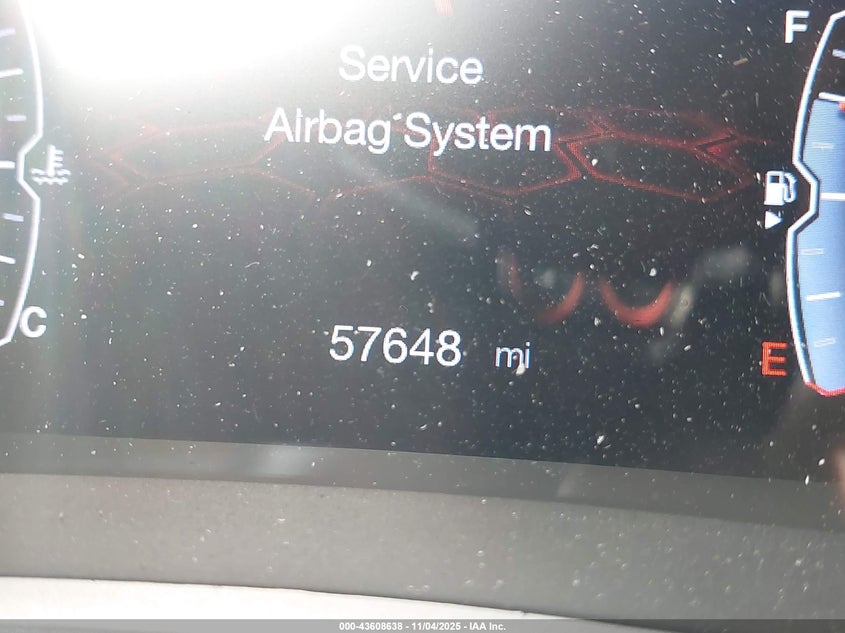 F
Service
Airbag System
C
57648 mi
E
000-43608638 - 11/04/2025 - IAA Inc.